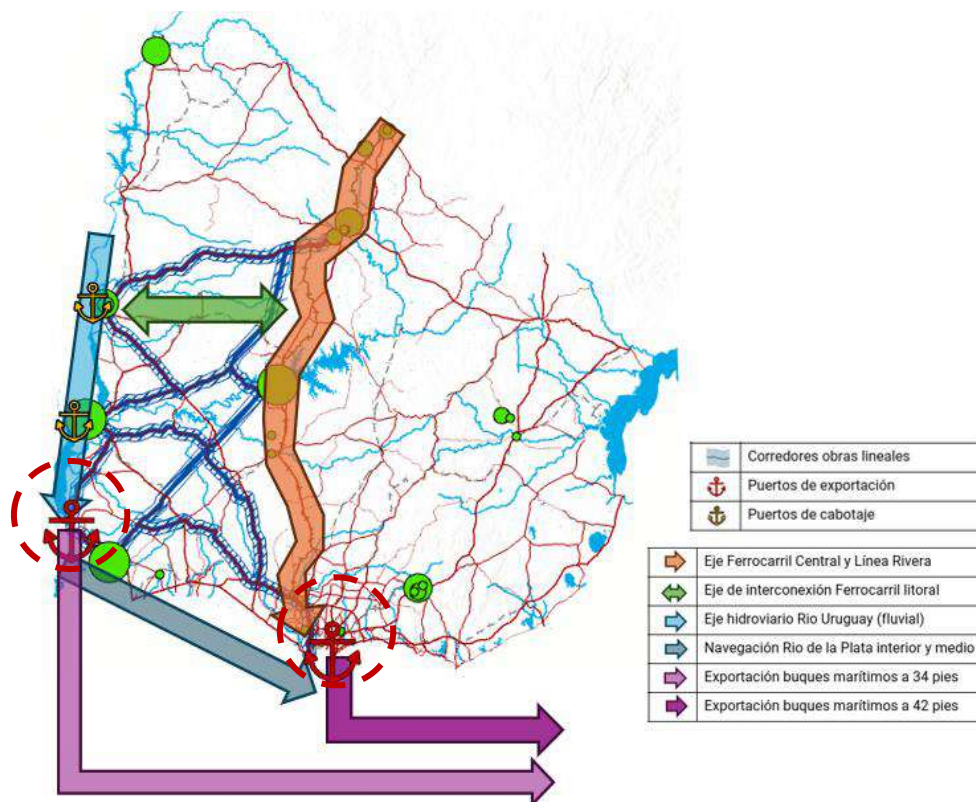 Corredores obras lineales
Puertos de exportación
Puertos de cabotaje
Eje Ferrocarril Central y Línea Rivera
Eje de interconexión Ferrocarril litoral
Eje hidroviario Rio Uruguay (fluvial)
Navegación Rio de la Plata interior y medio
Exportación buques marítimos a 34 pies
Exportación buques marítimos a 42 pies